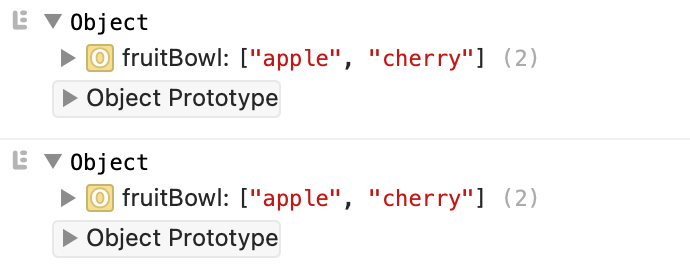 Object
O fruitBowl: ["apple", "cherry"] (2)
Object Prototype
Object
O fruitBowl: ["apple", "cherry"] (2)
Object Prototype